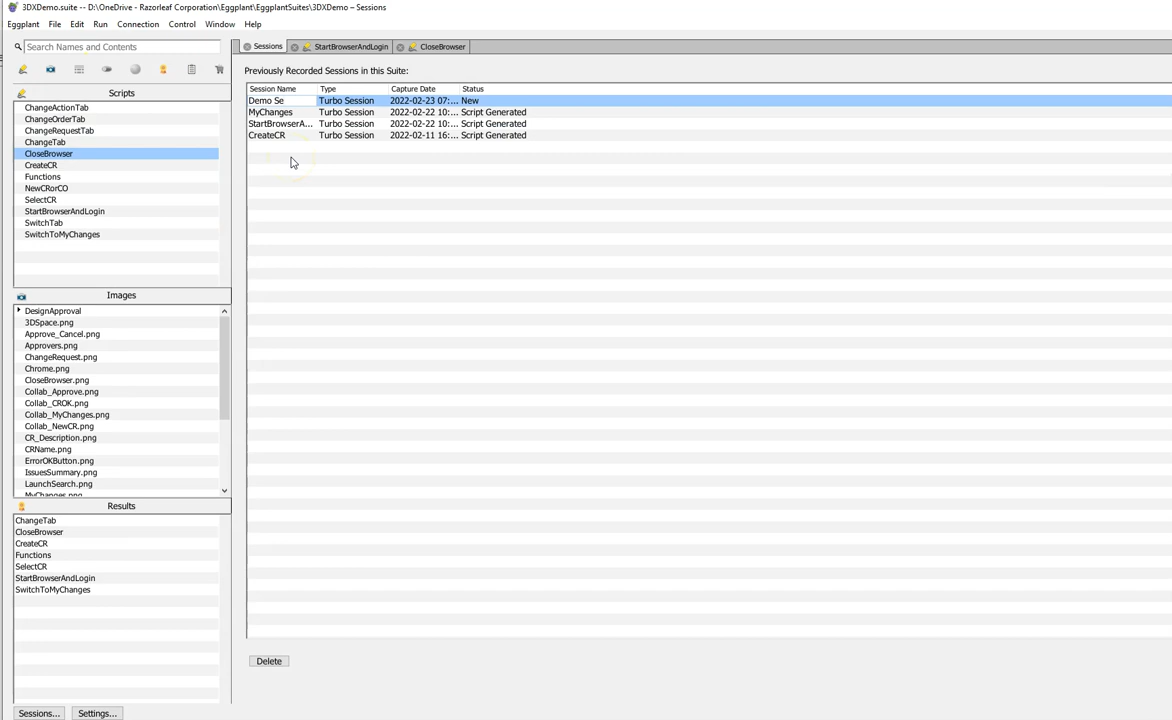 3DXDemo.suite -- D:\OneDrive - Razorleaf Corporation\Eggplant\EggplantSuites\3DXDemo – Sessions
Eggplant File Edit Run Connection Control Eggplant Window Help
Search Names and Contents
Sessions StartBrowserAndLogin CloseBrowser
Previously Recorded Sessions in this Suite:
Scripts
ChangeActionTab
ChangeOrderTab
ChangeRequestTab
ChangeTab
CloseBrowser
CreateCR
Functions
NewCRorCO
SelectCR
StartBrowserAndLogin
SwitchTab
SwitchToMyChanges
Images
DesignApproval
3DSpace.png
Approve_Cancel.png
Approvers.png
ChangeRequest.png
Chrome.png
CloseBrowser.png
Collab_Approve.png
Collab_CROK.png
Collab_MyChanges.png
Collab_NewCR.png
CR_Description.png
CRName.png
ErrorOKButton.png
IssuesSummary.png
LaunchSearch.png
MyChanges.png
Results
ChangeTab
CloseBrowser
CreateCR
Functions
SelectCR
StartBrowserAndLogin
SwitchToMyChanges
Sessions... Settings...
Session Name Type Capture Date Status
Demo Se Turbo Session 2022-02-23 07:... New
MyChanges Turbo Session 2022-02-22 10:... Script Generated
StartBrowserA... Turbo Session 2022-02-22 10:... Script Generated
CreateCR Turbo Session 2022-02-11 16:... Script Generated
Delete